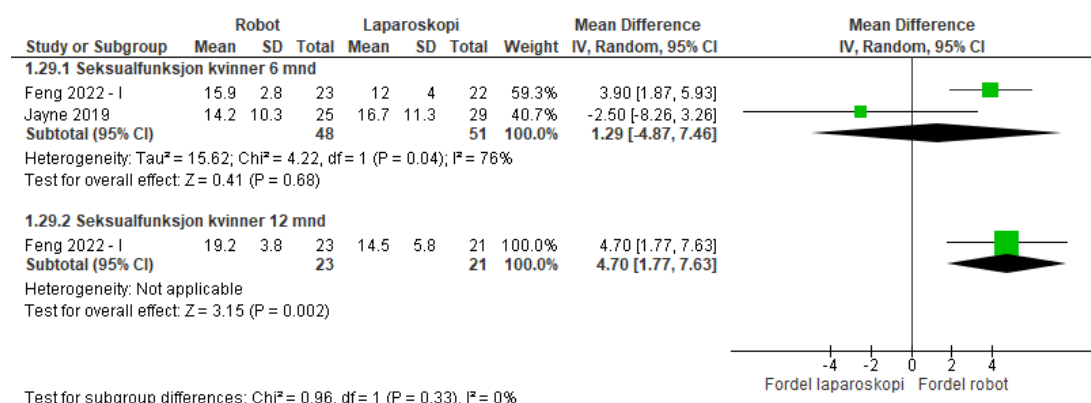 Robot Laparoskopi Mean Difference Mean Difference
Study or Subgroup Mean SD Total Mean SD Total Weight IV, Random, 95% CI IV, Random, 95% CI
1.29.1 Seksualfunksjon kvinner 6 mnd
Feng 2022 - I 15.9 2.8 23 12 4 22 59.3% 3.90 [1.87, 5.93]
Jayne 2019 14.2 10.3 25 16.7 11.3 29 40.7% -2.50 [-8.26, 3.26]
Subtotal (95% CI) 48 51 100.0% 1.29 [-4.87, 7.46]
Heterogeneity: Tau² = 15.62; Chi² = 4.22, df = 1 (P = 0.04); I² = 76%
Test for overall effect: Z = 0.41 (P = 0.68)
1.29.2 Seksualfunksjon kvinner 12 mnd
Feng 2022 - I 19.2 3.8 23 14.5 5.8 21 100.0% 4.70 [1.77, 7.63]
Subtotal (95% CI) 23 21 100.0% 4.70 [1.77, 7.63]
Heterogeneity: Not applicable
Test for overall effect: Z = 3.15 (P = 0.002)
-4 -2 0 2 4
Fordel laparoskopi Fordel robot
Test for subgroup differences: Chi² = 0.96, df = 1 (P = 0.33), I² = 0%